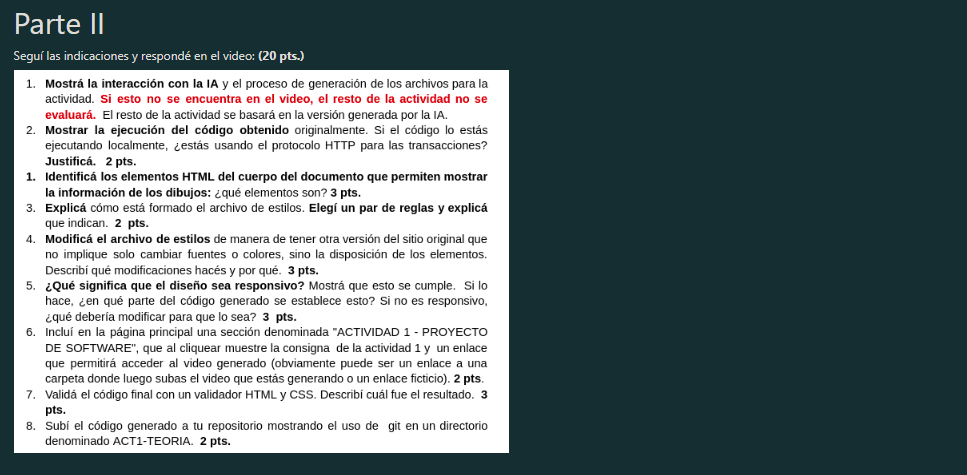 Parte II
Seguí las indicaciones y respondé en el video: (20 pts.)
1. Mostrá la interacción con la IA y el proceso de generación de los archivos para la
actividad. Si esto no se encuentra en el video, el resto de la actividad no se
evaluará. El resto de la actividad se basará en la versión generada por la IA.
2. Mostrar la ejecución del código obtenido originalmente. Si el código lo estás
ejecutando localmente, ¿estás usando el protocolo HTTP para las transacciones?
Justificá. 2 pts.
1. Identificá los elementos HTML del cuerpo del documento que permiten mostrar
la información de los dibujos: ¿qué elementos son? 3 pts.
3. Explicá cómo está formado el archivo de estilos. Elegí un par de reglas y explicá
que indican. 2 pts.
4. Modificá el archivo de estilos de manera de tener otra versión del sitio original que
no implique solo cambiar fuentes o colores, sino la disposición de los elementos.
Describí qué modificaciones hacés y por qué. 3 pts.
5. ¿Qué significa que el diseño sea responsivo? Mostrá que esto se cumple. Si lo
hace, ¿en qué parte del código generado se establece esto? Si no es responsivo,
¿qué debería modificar para que lo sea? 3 pts.
6. Incluí en la página principal una sección denominada "ACTIVIDAD 1 - PROYECTO
DE SOFTWARE", que al cliquear muestre la consigna de la actividad 1 y un enlace
que permitirá acceder al video generado (obviamente puede ser un enlace a una
carpeta donde luego subas el video que estás generando o un enlace ficticio). 2 pts.
7. Validá el código final con un validador HTML y CSS. Describí cuál fue el resultado. 3
pts.
8. Subí el código generado a tu repositorio mostrando el uso de git en un directorio
denominado ACT1-TEORIA. 2 pts.